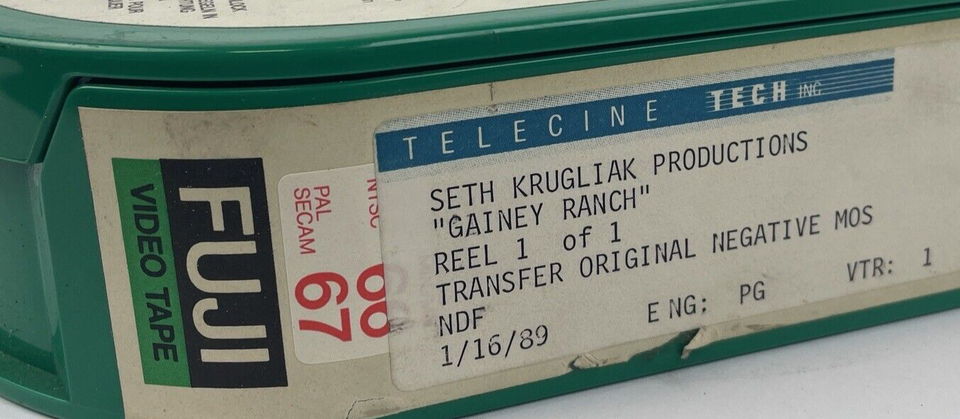 TELECINE TECH INC
SETH KRUGLIAK PRODUCTIONS
"GAINEY RANCH"
REEL 1 of 1
TRANSFER ORIGINAL NEGATIVE MOS
NDF ENG; PG VTR: 1
1/16/89
FUJI
VIDEO TAPE
NTSC
PAL
SECAM
67